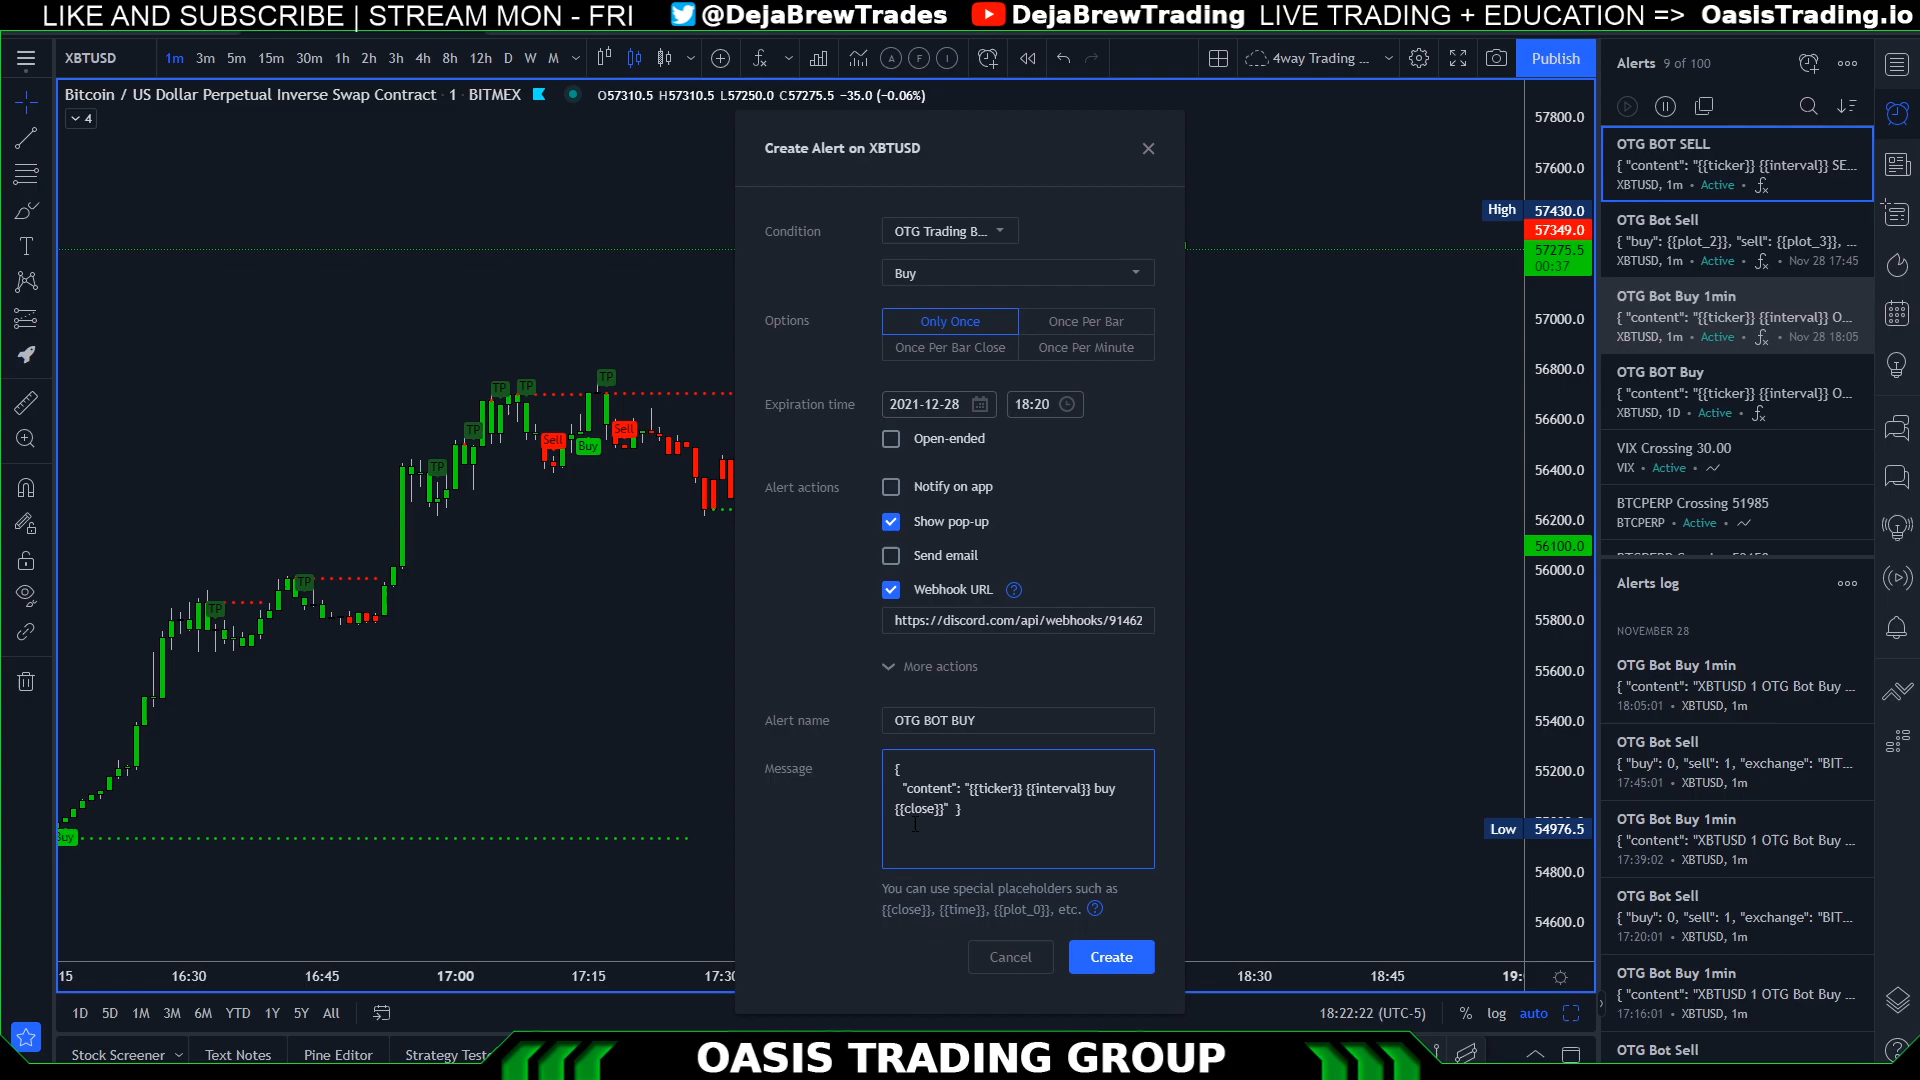 LIKE AND SUBSCRIBE | STREAM MON - FRI @DejaBrewTrades DejaBrewTrading LIVE TRADING + EDUCATION => OasisTrading.io
XBTUSD 1m 3m 5m 15m 30m 1h 2h 3h 4h 8h 12h D W M A F I 4way Trading ... Publish
Bitcoin / US Dollar Perpetual Inverse Swap Contract · 1 · BITMEX O57310.5 H57310.5 L57250.0 C57275.5 −35.0 (−0.06%)
4
57800.0
57600.0
High 57430.0
57349.0
57275.5
00:37
57000.0
56800.0
56600.0
56400.0
56200.0
56100.0
56000.0
55800.0
55600.0
55400.0
55200.0
Low 54976.5
54800.0
54600.0
TP TP TP
TP Sell Buy Sell
TP
TP
TP
Buy
15 16:30 16:45 17:00 17:15 17:30 18:30 18:45 19:
Create Alert on XBTUSD
Condition OTG Trading B...
Buy
Options Only Once Once Per Bar
Once Per Bar Close Once Per Minute
Expiration time 2021-12-28 18:20
Open-ended
Alert actions Notify on app
Show pop-up
Send email
Webhook URL
https://discord.com/api/webhooks/91462
More actions
Alert name OTG BOT BUY
Message {
"content": "{{ticker}} {{interval}} buy
{{close}}" }
You can use special placeholders such as
{{close}}, {{time}}, {{plot_0}}, etc.
Cancel Create
1D 5D 1M 3M 6M YTD 1Y 5Y All 18:22:22 (UTC-5) % log auto
Stock Screener Text Notes Pine Editor Strategy Teste
OASIS TRADING GROUP
Alerts 9 of 100
OTG BOT SELL
{ "content": "{{ticker}} {{interval}} SE...
XBTUSD, 1m • Active •
OTG Bot Sell
{ "buy": {{plot_2}}, "sell": {{plot_3}}, ...
XBTUSD, 1m • Active • • Nov 28 17:45
OTG Bot Buy 1min
{ "content": "{{ticker}} {{interval}} O...
XBTUSD, 1m • Active • • Nov 28 18:05
OTG BOT Buy
{ "content": "{{ticker}} {{interval}} O...
XBTUSD, 1D • Active •
VIX Crossing 30.00
VIX • Active •
BTCPERP Crossing 51985
BTCPERP • Active •
Alerts log
NOVEMBER 28
OTG Bot Buy 1min
{ "content": "XBTUSD 1 OTG Bot Buy ...
18:05:01 • XBTUSD, 1m
OTG Bot Sell
{ "buy": 0, "sell": 1, "exchange": "BIT...
17:45:01 • XBTUSD, 1m
OTG Bot Buy 1min
{ "content": "XBTUSD 1 OTG Bot Buy ...
17:39:02 • XBTUSD, 1m
OTG Bot Sell
{ "buy": 0, "sell": 1, "exchange": "BIT...
17:20:01 • XBTUSD, 1m
OTG Bot Buy 1min
{ "content": "XBTUSD 1 OTG Bot Buy ...
17:16:01 • XBTUSD, 1m
OTG Bot Sell